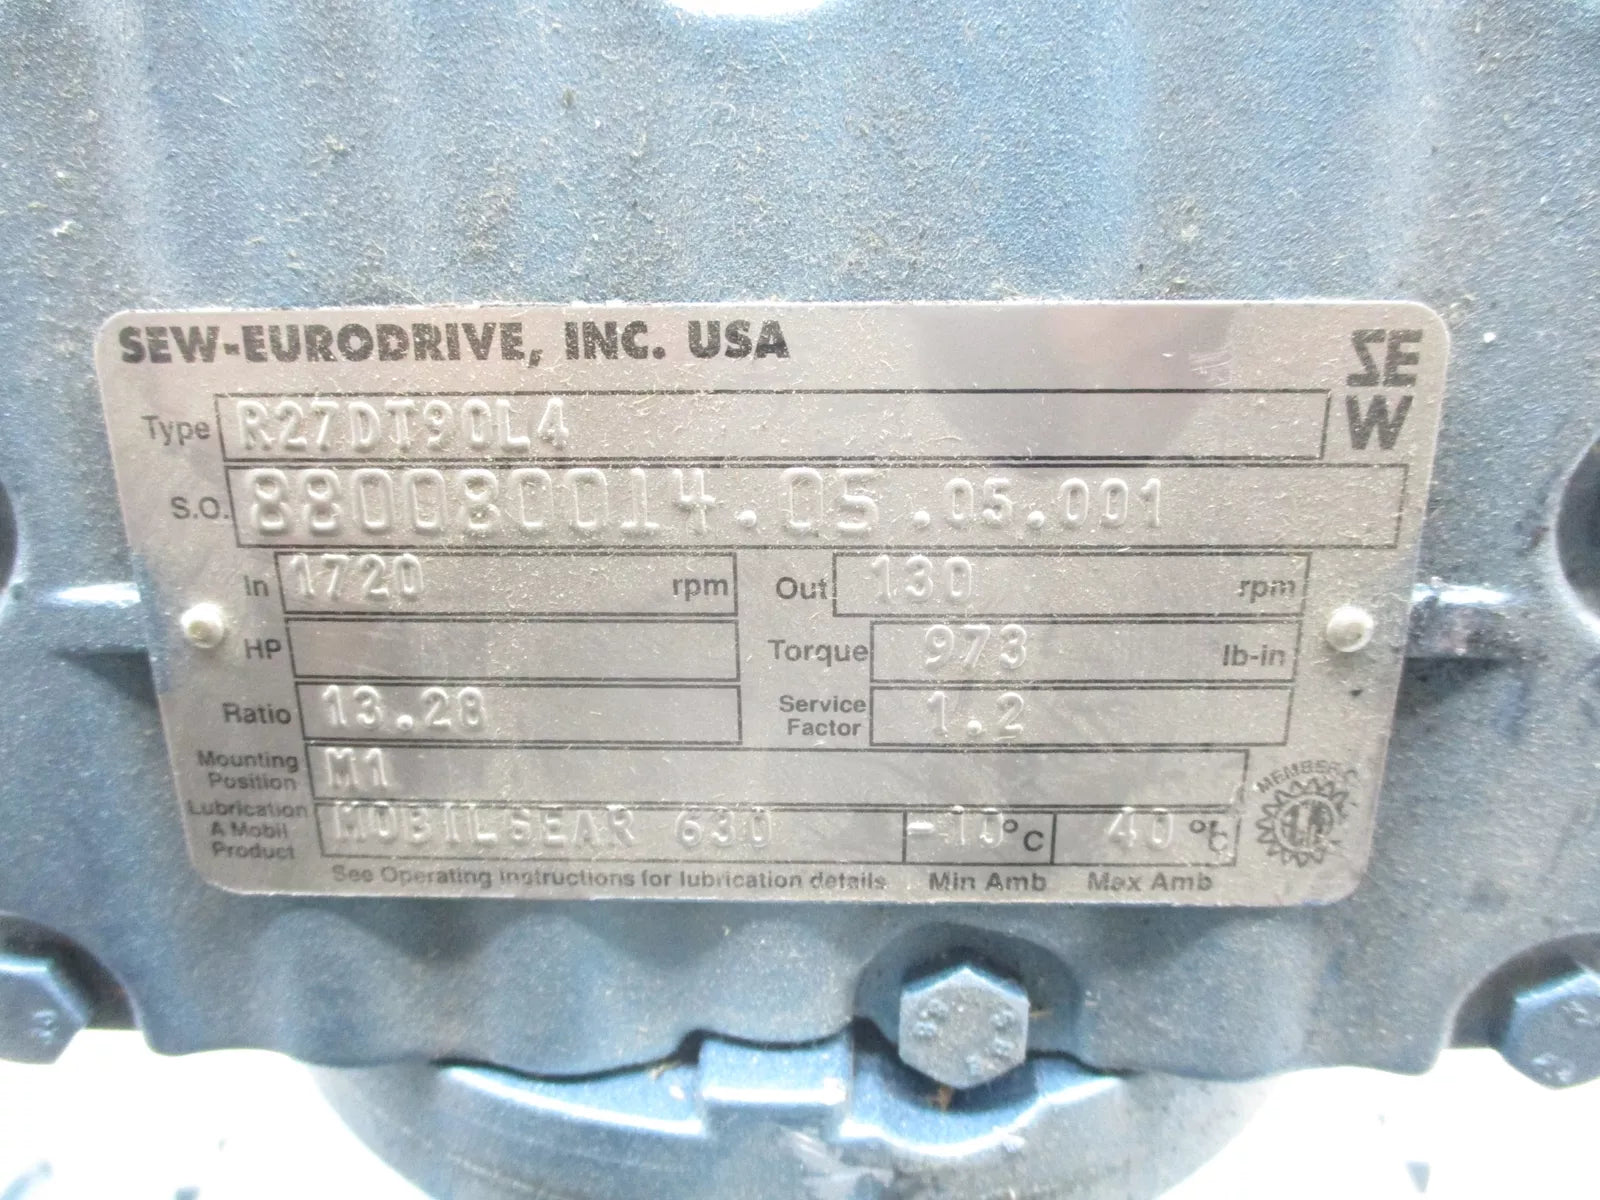 SEW-EURODRIVE, INC. USA
SEW
Type R27DT90L4
S.O. 880080014.05.05.001
In 1720 rpm Out 130 rpm
HP Torque 973 lb-in
Ratio 13.28 Service Factor 1.2
Mounting Position M1
Lubrication A Mobil Product MOBILGEAR 630 -10°C 40°C
See Operating instructions for lubrication details Min Amb Max Amb
MEMBER